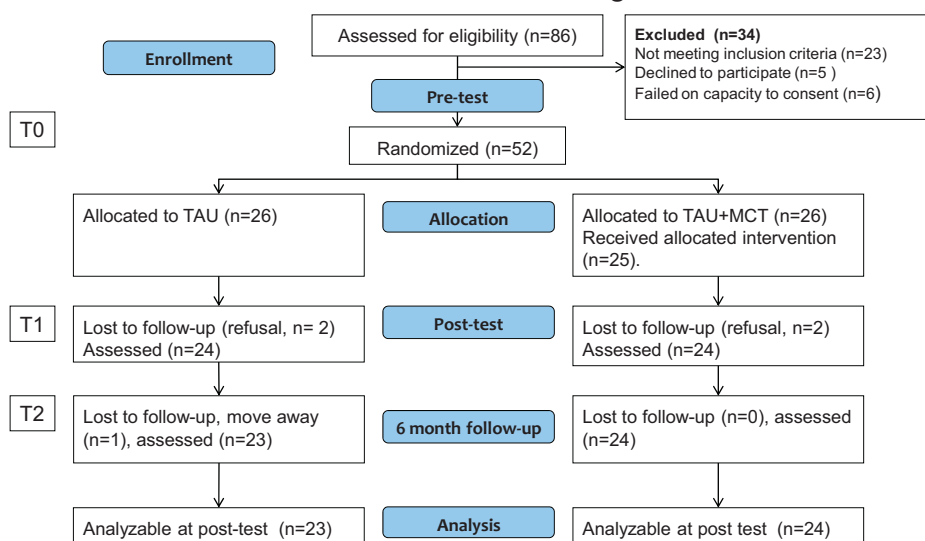 Assessed for eligibility (n=86)
Excluded (n=34)
Not meeting inclusion criteria (n=23)
Declined to participate (n=5 )
Failed on capacity to consent (n=6)
Enrollment
Pre-test
T0
Randomized (n=52)
Allocated to TAU (n=26)
Allocation
Allocated to TAU+MCT (n=26)
Received allocated intervention
(n=25).
T1
Lost to follow-up (refusal, n= 2)
Assessed (n=24)
Post-test
Lost to follow-up (refusal, n=2)
Assessed (n=24)
T2
Lost to follow-up, move away
(n=1), assessed (n=23)
6 month follow-up
Lost to follow-up (n=0), assessed
(n=24)
Analyzable at post-test (n=23)
Analysis
Analyzable at post test (n=24)